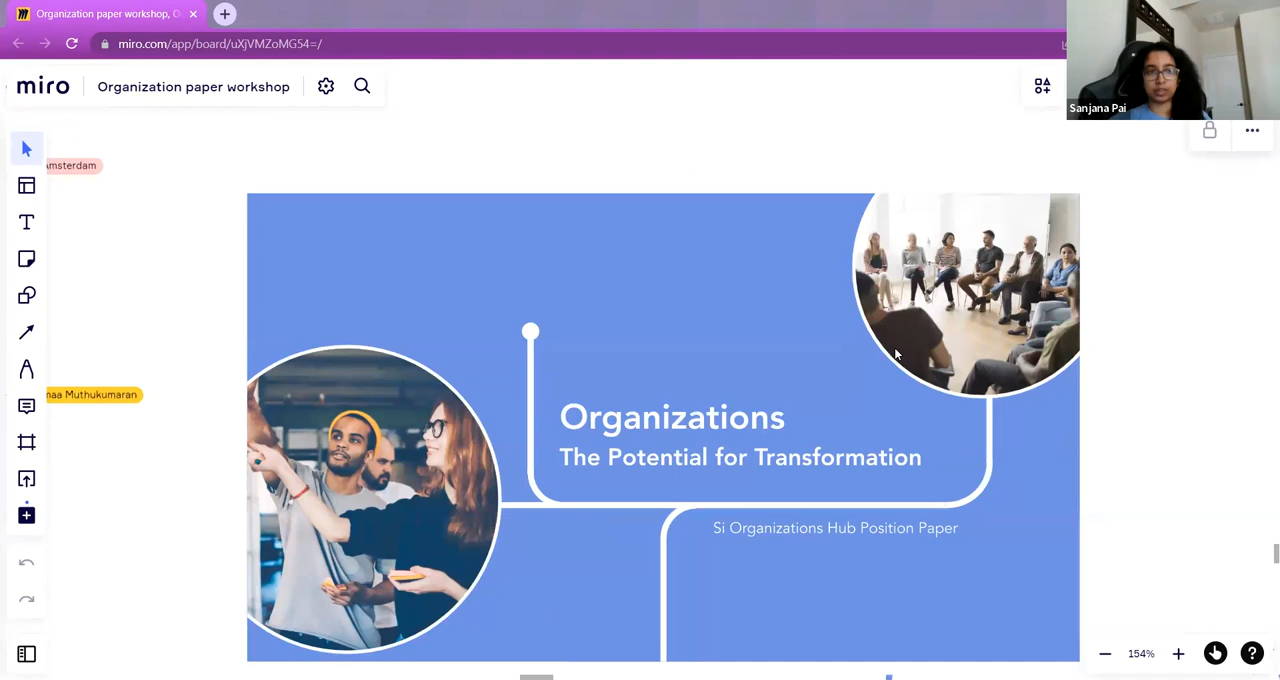 Organization paper workshop, O
miro.com/app/board/uXjVMZoMG54=/
miro
Organization paper workshop
Sanjana Pai
Amsterdam
naa Muthukumaran
Organizations
The Potential for Transformation
Si Organizations Hub Position Paper
154%